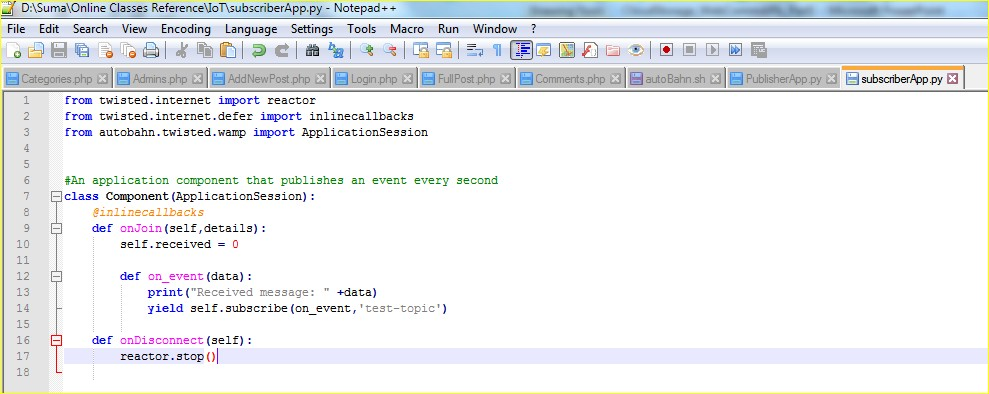 D:\Suma\Online Classes Reference\IoT\subscriberApp.py - Notepad++
File Edit Search View Encoding Language Settings Tools Macro Run Window ?
Categories.php Admins.php AddNewPost.php Login.php FullPost.php Comments.php autoBahn.sh PublisherApp.py subscriberApp.py
1 from twisted.internet import reactor
2 from twisted.internet.defer import inlinecallbacks
3 from autobahn.twisted.wamp import ApplicationSession
4
5
6 #An application component that publishes an event every second
7 class Component(ApplicationSession):
8 @inlinecallbacks
9 def onJoin(self,details):
10 self.received = 0
11
12 def on_event(data):
13 print("Received message: " +data)
14 yield self.subscribe(on_event,'test-topic')
15
16 def onDisconnect(self):
17 reactor.stop()
18